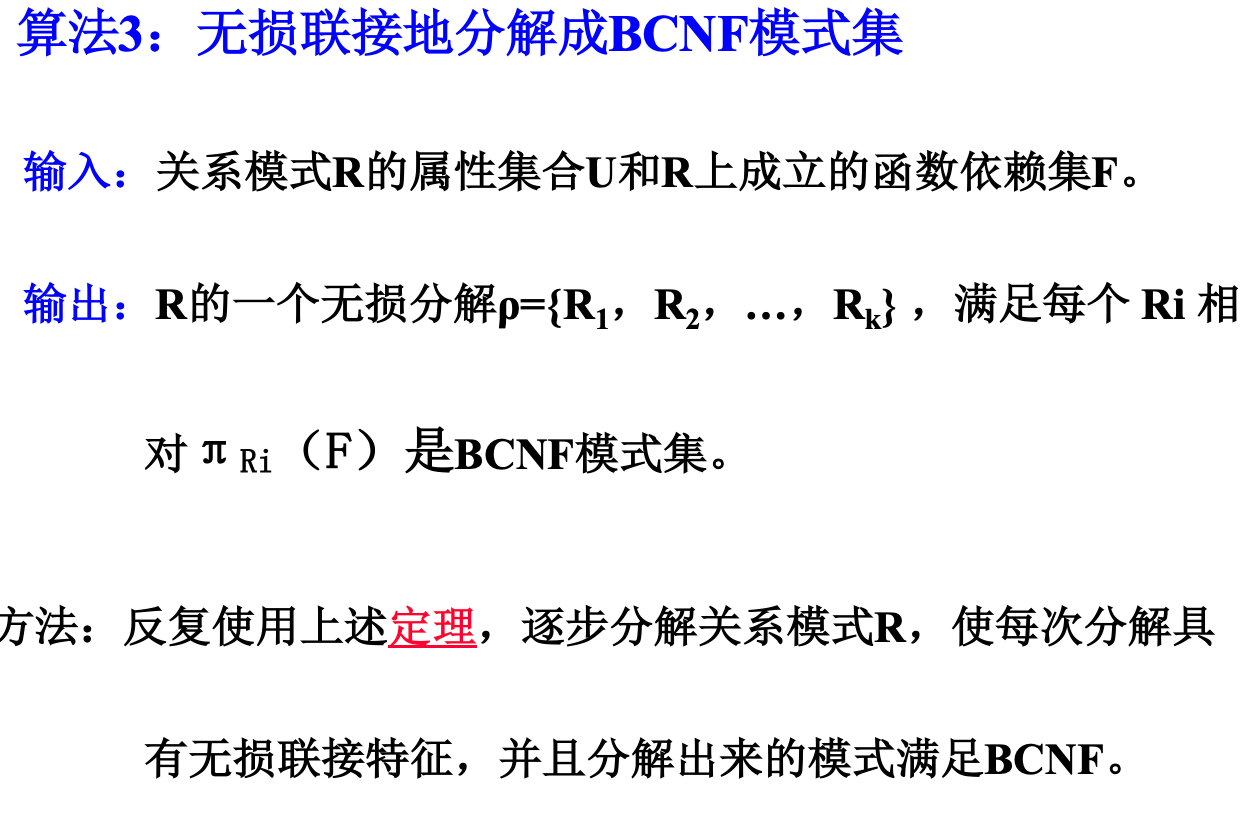 算法3：无损联接地分解成BCNF模式集
输入：关系模式R的属性集合U和R上成立的函数依赖集F。
输出：R的一个无损分解ρ={R₁，R₂，…，Rₖ} ，满足每个 Ri 相
对 π Ri （F）是BCNF模式集。
方法：反复使用上述定理，逐步分解关系模式R，使每次分解具
有无损联接特征，并且分解出来的模式满足BCNF。